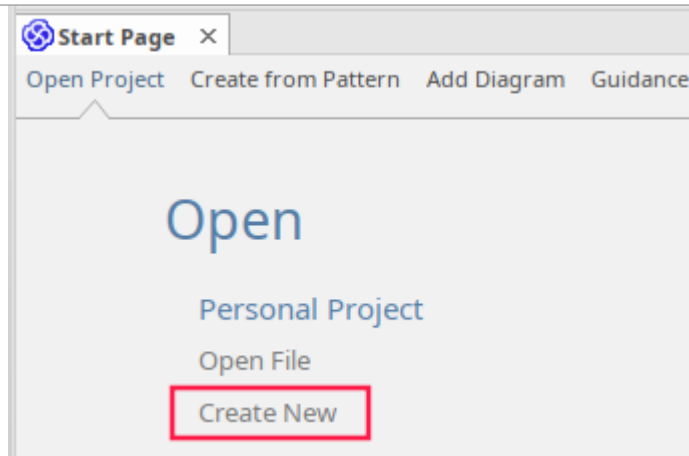 Start Page
Open Project Create from Pattern Add Diagram Guidance
Open
Personal Project
Open File
Create New